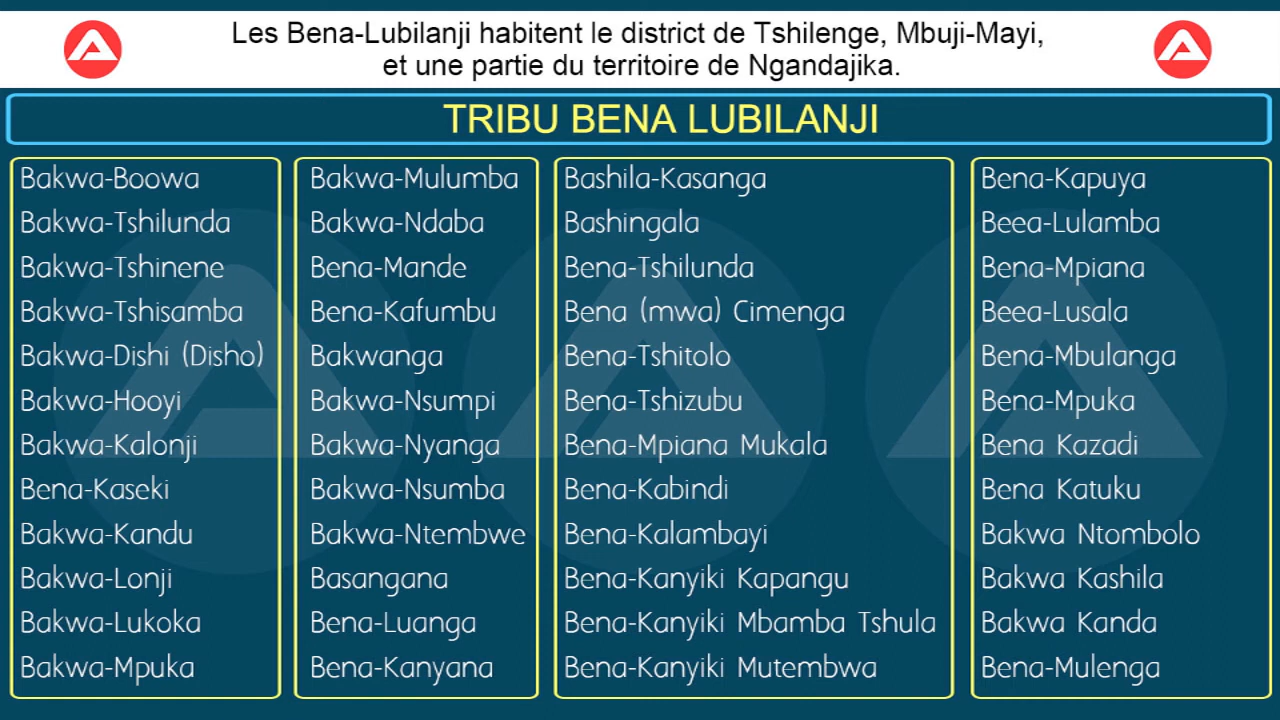 Les Bena-Lubilanji habitent le district de Tshilenge, Mbuji-Mayi,
et une partie du territoire de Ngandajika.
TRIBU BENA LUBILANJI
Bakwa-Boowa
Bakwa-Tshilunda
Bakwa-Tshinene
Bakwa-Tshisamba
Bakwa-Dishi (Disho)
Bakwa-Hooyi
Bakwa-Kalonji
Bena-Kaseki
Bakwa-Kandu
Bakwa-Lonji
Bakwa-Lukoka
Bakwa-Mpuka
Bakwa-Mulumba
Bakwa-Ndaba
Bena-Mande
Bena-Kafumbu
Bakwanga
Bakwa-Nsumpi
Bakwa-Nyanga
Bakwa-Nsumba
Bakwa-Ntembwe
Basangana
Bena-Luanga
Bena-Kanyana
Bashila-Kasanga
Bashingala
Bena-Tshilunda
Bena (mwa) Cimenga
Bena-Tshitolo
Bena-Tshizubu
Bena-Mpiana Mukala
Bena-Kabindi
Bena-Kalambayi
Bena-Kanyiki Kapangu
Bena-Kanyiki Mbamba Tshula
Bena-Kanyiki Mutembwa
Bena-Kapuya
Beea-Lulamba
Bena-Mpiana
Beea-Lusala
Bena-Mbulanga
Bena-Mpuka
Bena Kazadi
Bena Katuku
Bakwa Ntombolo
Bakwa Kashila
Bakwa Kanda
Bena-Mulenga